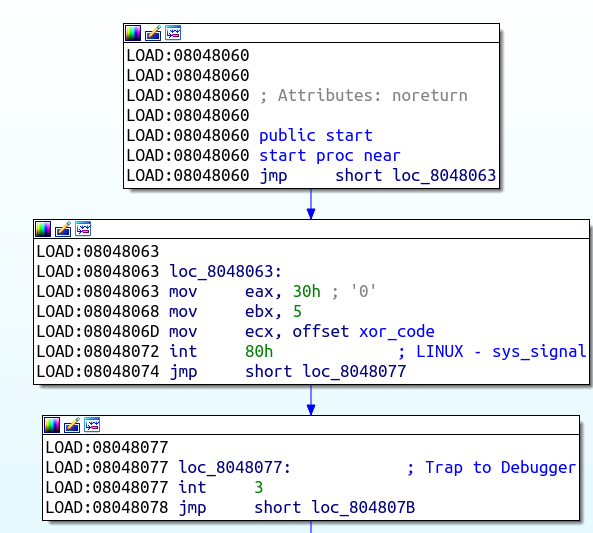 LOAD:08048060
LOAD:08048060
LOAD:08048060 ; Attributes: noreturn
LOAD:08048060
LOAD:08048060 public start
LOAD:08048060 start proc near
LOAD:08048060 jmp     short loc_8048063
LOAD:08048063
LOAD:08048063 loc_8048063:
LOAD:08048063 mov     eax, 30h ; '0'
LOAD:08048068 mov     ebx, 5
LOAD:0804806D mov     ecx, offset xor_code
LOAD:08048072 int     80h             ; LINUX - sys_signal
LOAD:08048074 jmp     short loc_8048077
LOAD:08048077
LOAD:08048077 loc_8048077:            ; Trap to Debugger
LOAD:08048077 int     3
LOAD:08048078 jmp     short loc_804807B